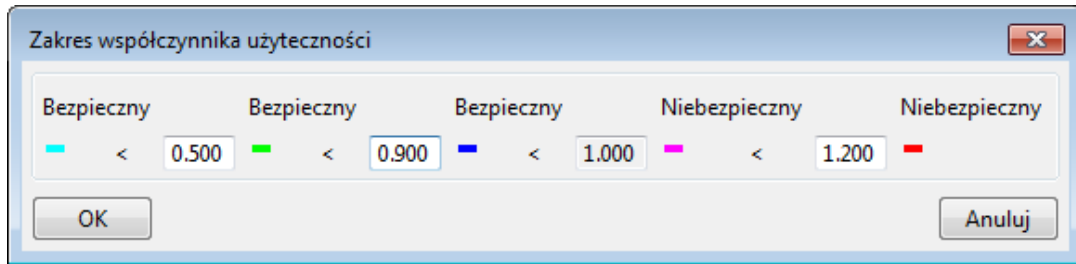 Zakres współczynnika użyteczności
Bezpieczny Bezpieczny Bezpieczny Niebezpieczny Niebezpieczny
< 0.500 < 0.900 < 1.000 < 1.200
OK Anuluj